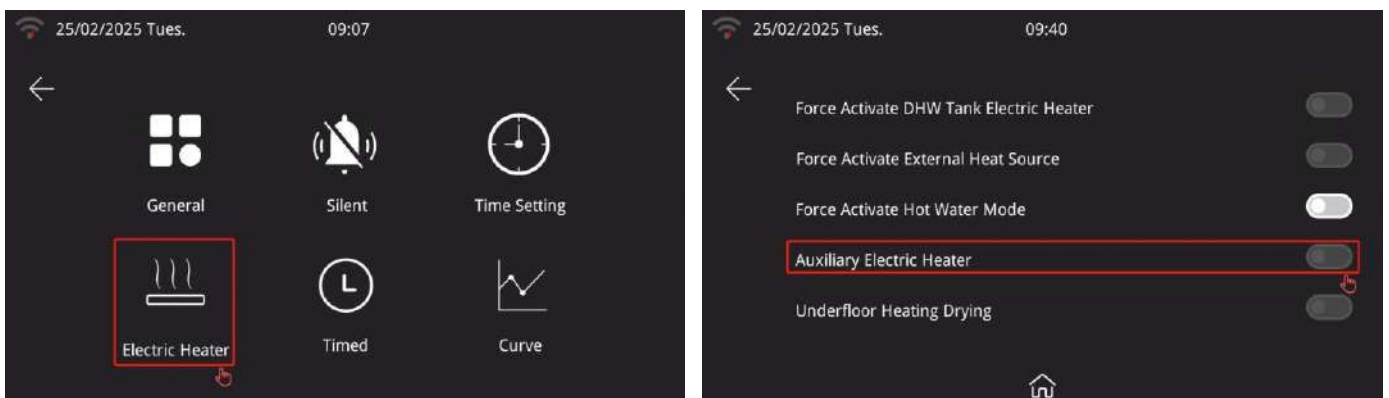 25/02/2025 Tues. 09:07
General Silent Time Setting
Electric Heater Timed Curve
25/02/2025 Tues. 09:40
Force Activate DHW Tank Electric Heater
Force Activate External Heat Source
Force Activate Hot Water Mode
Auxiliary Electric Heater
Underfloor Heating Drying